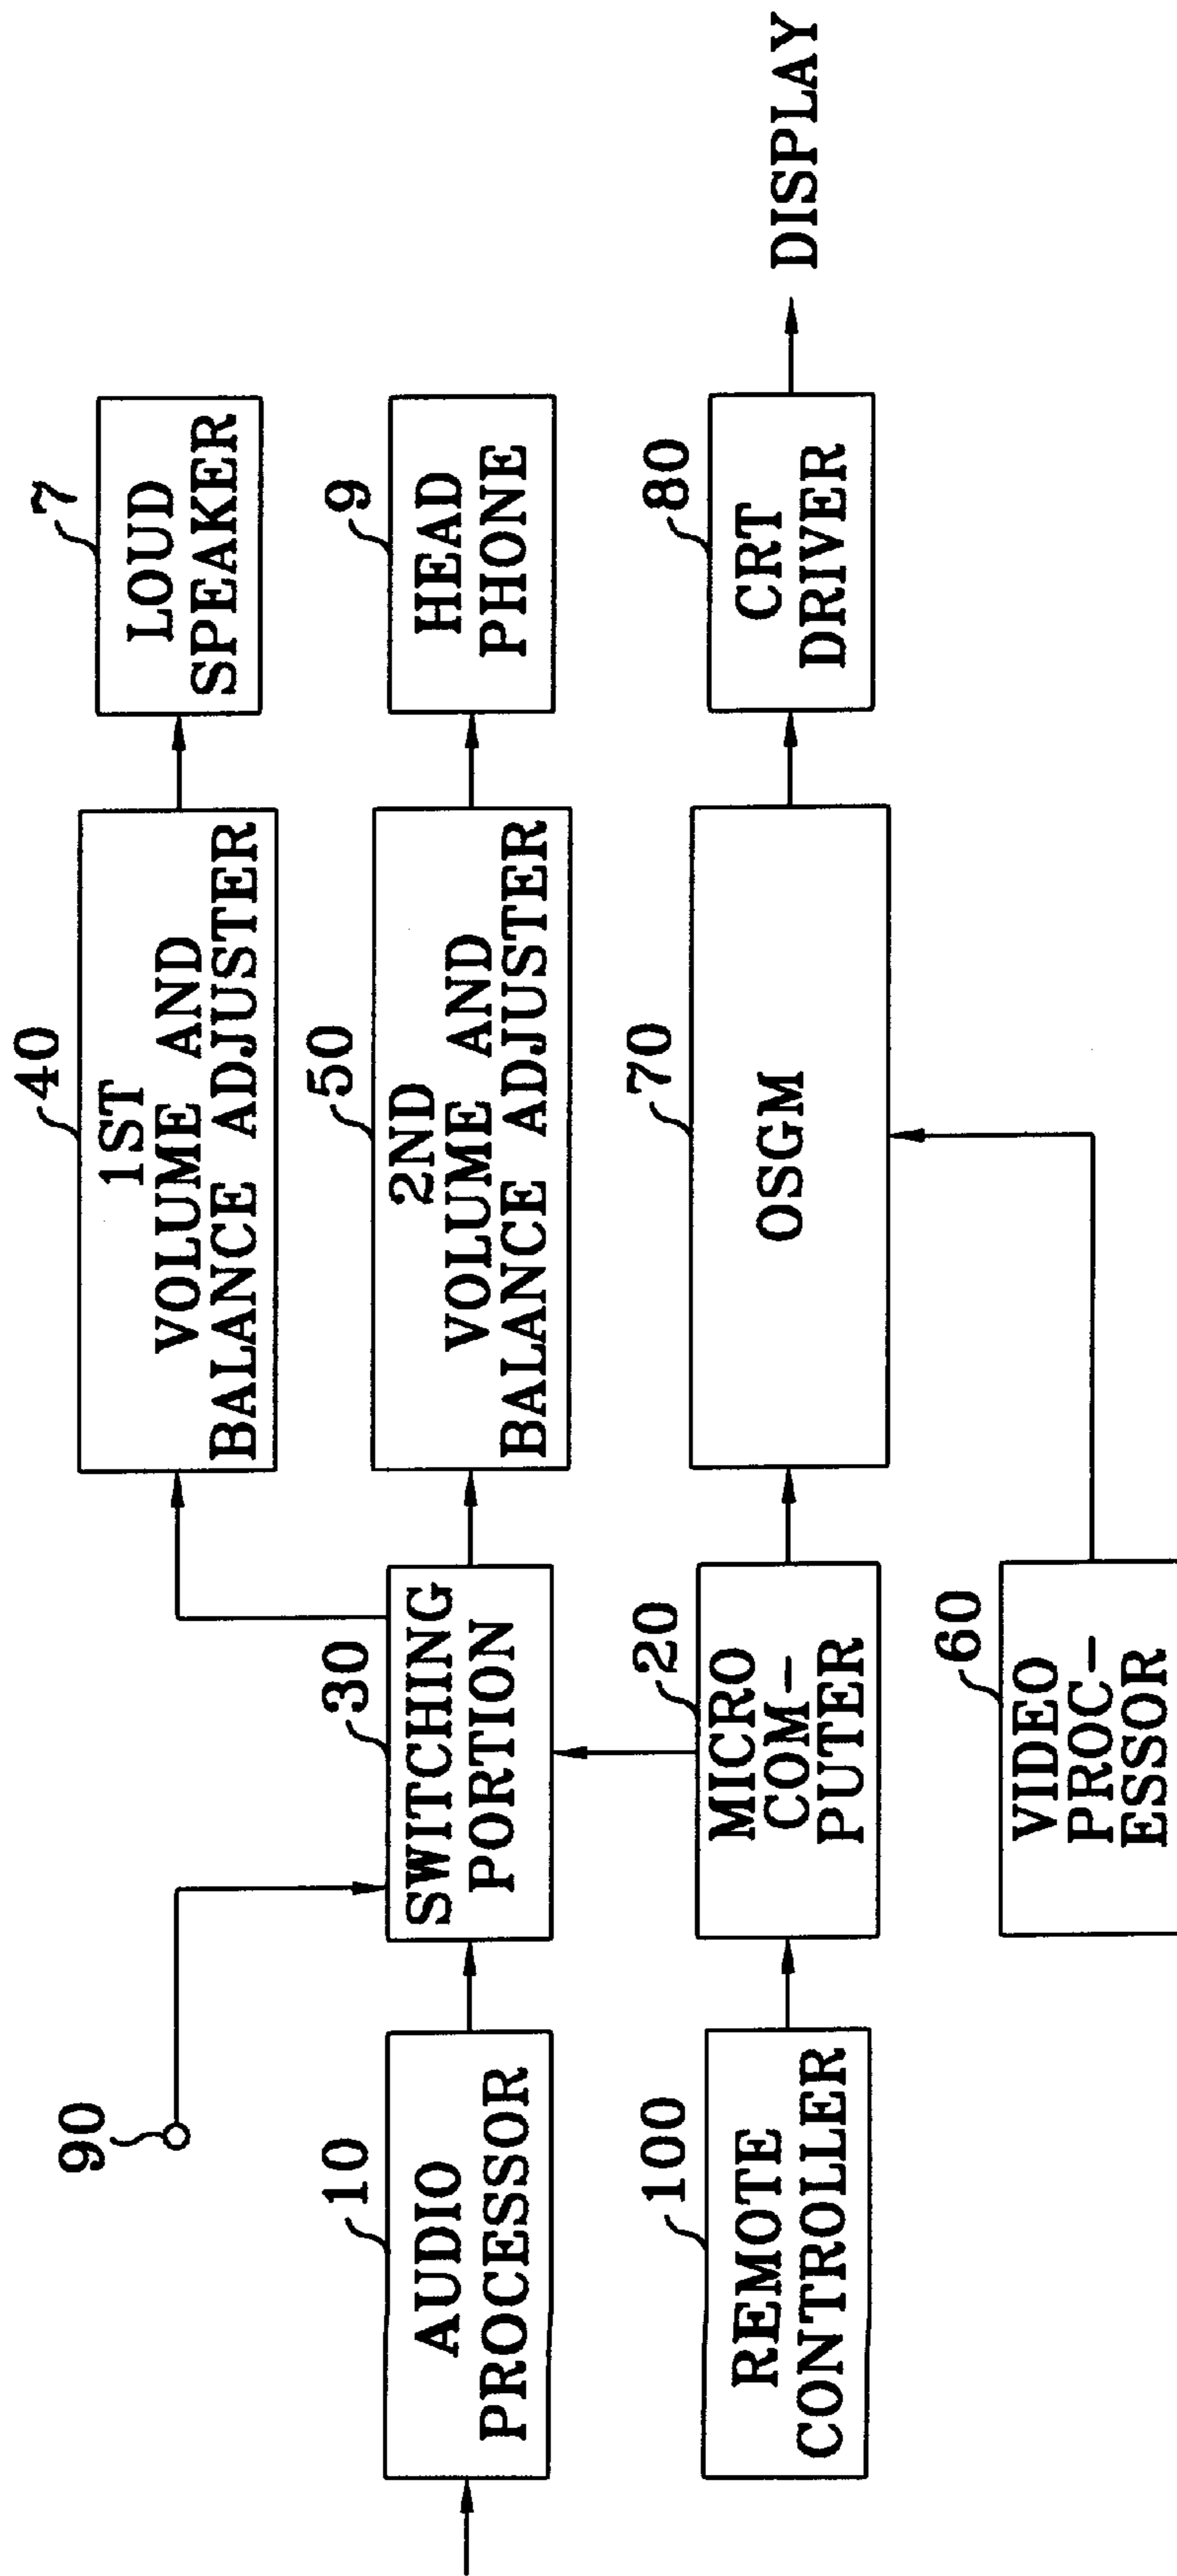 90
40
1ST
VOLUME AND
BALANCE ADJUSTER
7
LOUD
SPEAKER
10
AUDIO
PROCESSOR
30
SWITCHING
PORTION
50
2ND
VOLUME AND
BALANCE ADJUSTER
9
HEAD
PHONE
100
REMOTE
CONTROLLER
20
MICRO
COM-
PUTER
70
OSGM
80
CRT
DRIVER
DISPLAY
60
VIDEO
PROC-
ESSOR